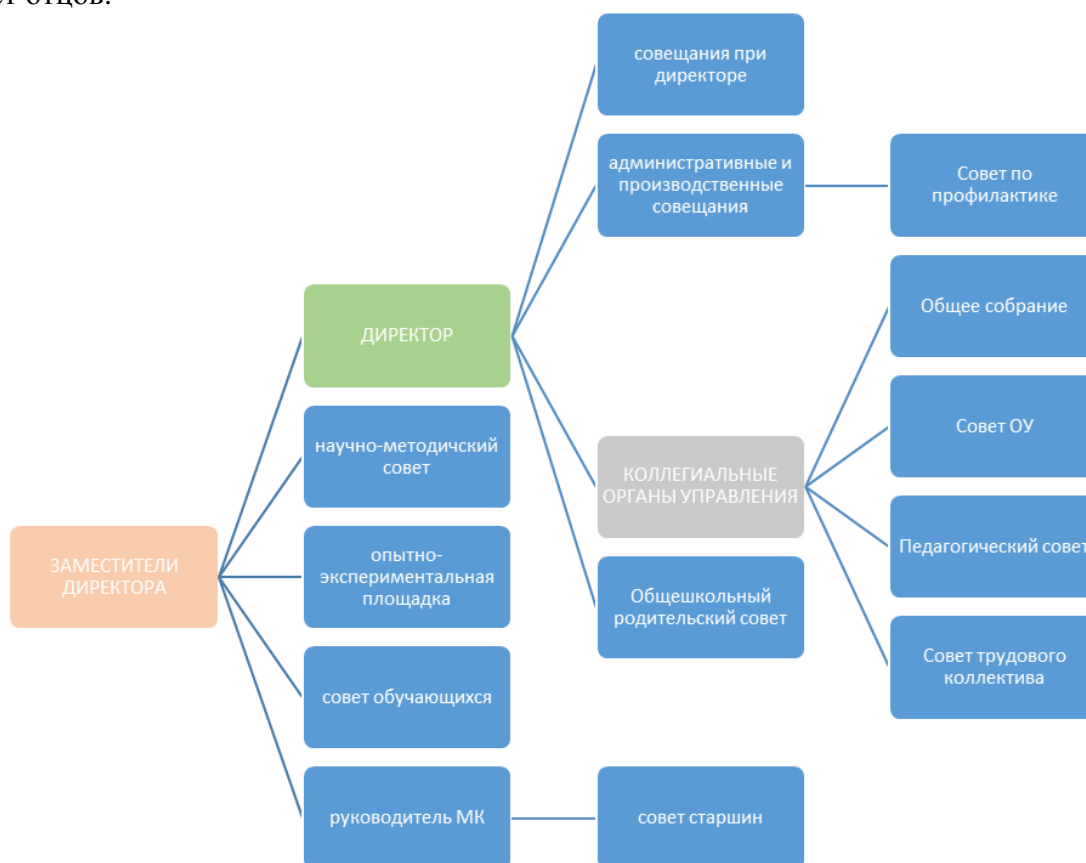 отцов.
совещания при
директоре
административные и
производственные
совещания
Совет по
профилактике
Общее собрание
ДИРЕКТОР
Совет ОУ
научно-методичский
совет
КОЛЛЕГИАЛЬНЫЕ
ОРГАНЫ УПРАВЛЕНИЯ
Педагогический совет
ЗАМЕСТИТЕЛИ
ДИРЕКТОРА
опытно-
экспериментальная
площадка
Общешкольный
родительский совет
Совет трудового
коллектива
совет обучающихся
руководитель МК
совет старшин